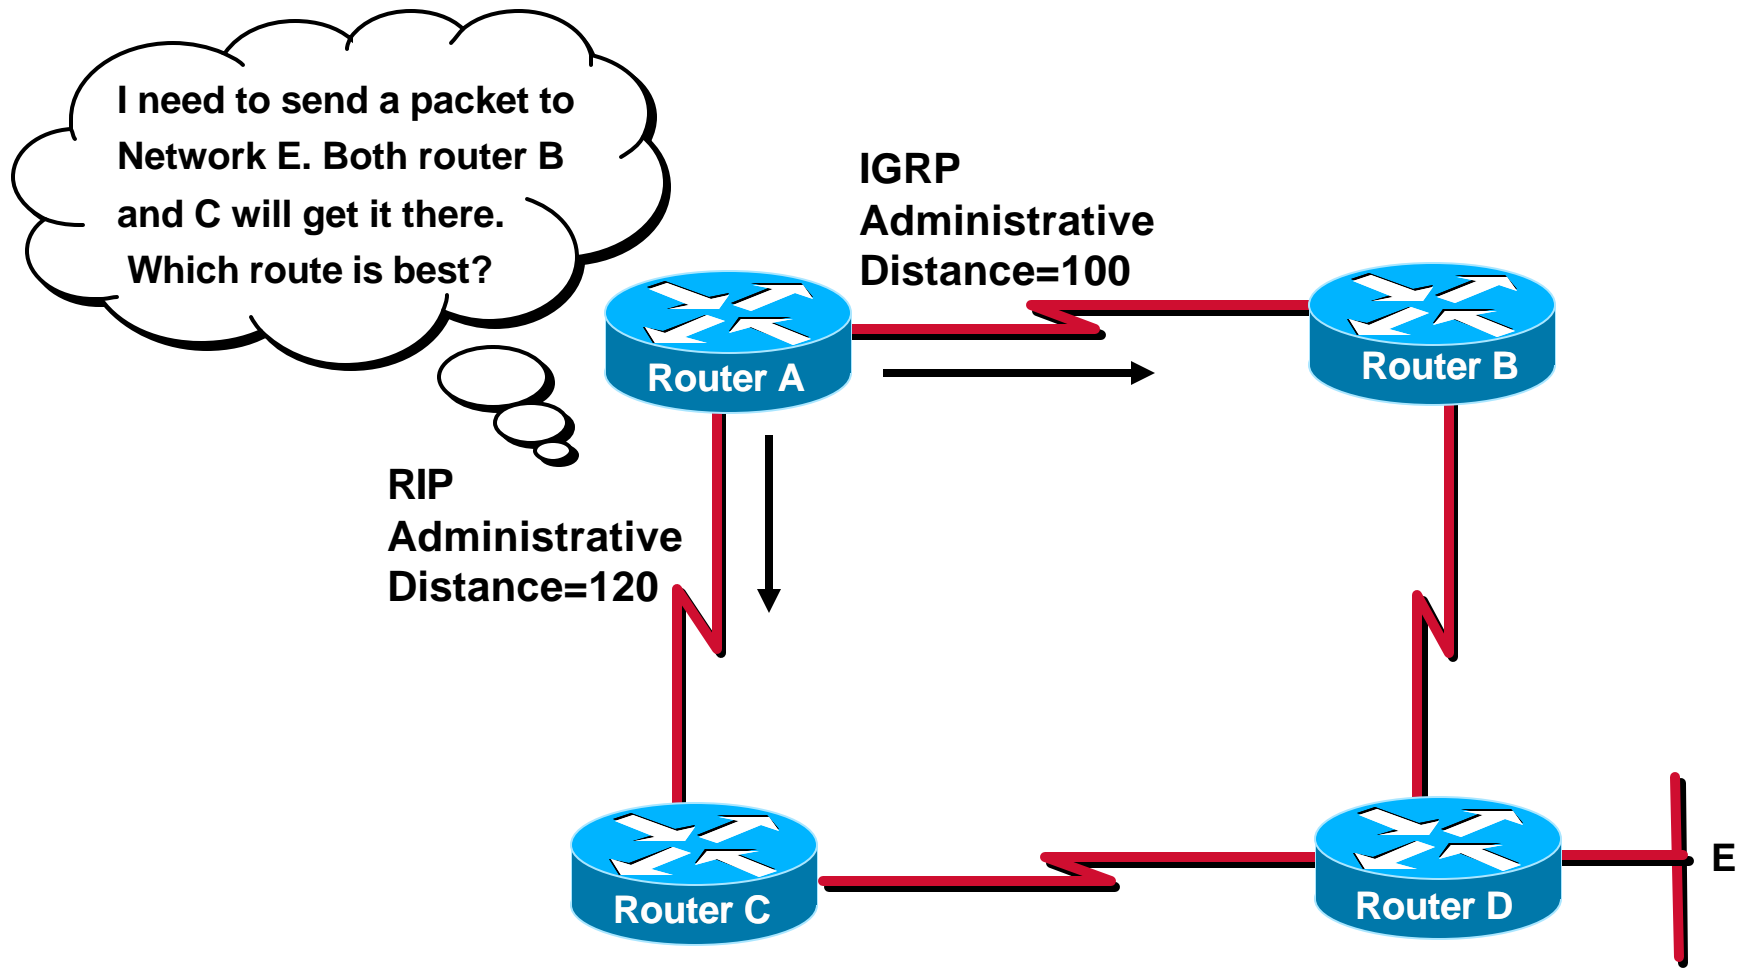 I need to send a packet to
Network E. Both router B
and C will get it there.
Which route is best?
IGRP
Administrative
Distance=100
Router A
Router B
RIP
Administrative
Distance=120
Router C
Router D
E